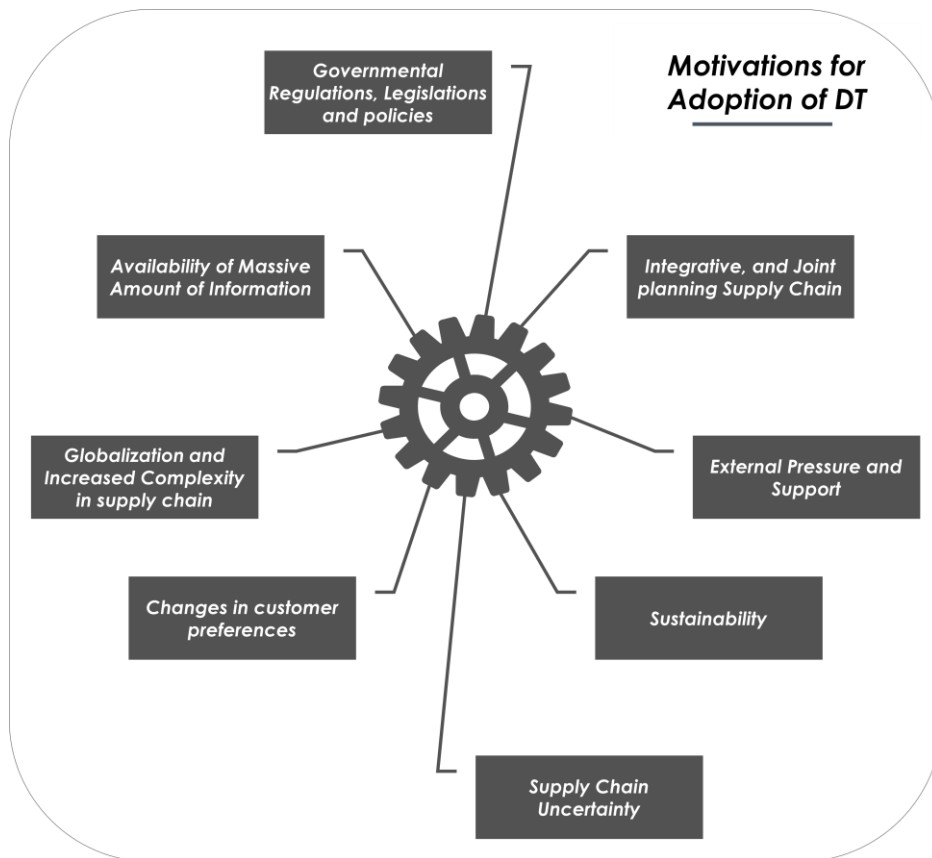 Motivations for
Adoption of DT
Governmental
Regulations, Legislations
and policies
Availability of Massive
Amount of Information
Integrative, and Joint
planning Supply Chain
Globalization and
Increased Complexity
in supply chain
External Pressure and
Support
Changes in customer
preferences
Sustainability
Supply Chain
Uncertainty